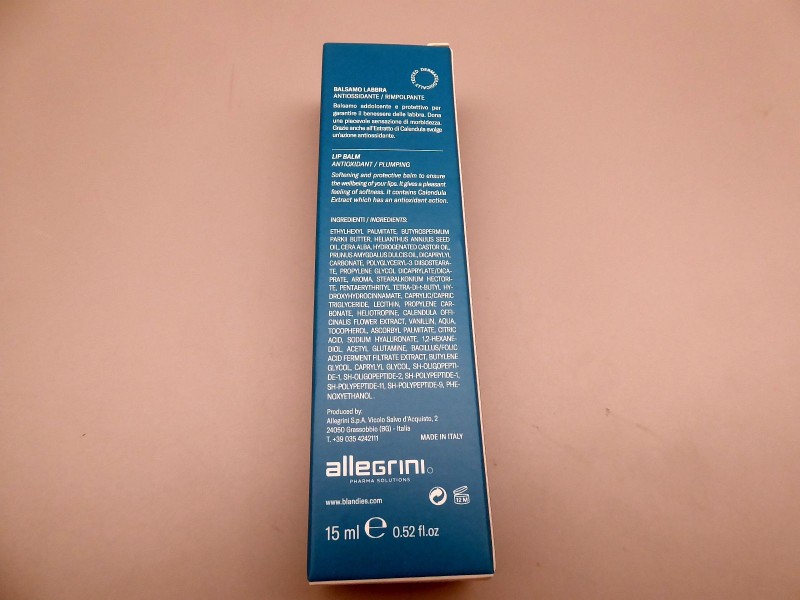 DERMATOLOGICALLY TESTED
BALSAMO LABBRA
ANTIOSSIDANTE / RIMPOLPANTE
Balsamo addolcente e protettivo per
garantire il benessere delle labbra. Dona
una piacevole sensazione di morbidezza.
Grazie anche all'Estratto di Calendula svolge
un'azione antiossidante.
LIP BALM
ANTIOXIDANT / PLUMPING
Softening and protective balm to ensure
the wellbeing of your lips. It gives a pleasant
feeling of softness. It contains Calendula
Extract which has an antioxidant action.
INGREDIENTI / INGREDIENTS:
ETHYLHEXYL PALMITATE, BUTYROSPERMUM
PARKII BUTTER, HELIANTHUS ANNUUS SEED
OIL, CERA ALBA, HYDROGENATED CASTOR OIL,
PRUNUS AMYGDALUS DULCIS OIL, DICAPRYLYL
CARBONATE, POLYGLYCERYL-3 DIISOSTEARA-
TE, PROPYLENE GLYCOL DICAPRYLATE/DICA-
PRATE, AROMA, STEARALKONIUM HECTORI-
TE, PENTAERYTHRITYL TETRA-DI-t-BUTYL HY-
DROXYHYDROCINNAMATE, CAPRYLIC/CAPRIC
TRIGLYCERIDE, LECITHIN, PROPYLENE CAR-
BONATE, HELIOTROPINE, CALENDULA OFFI-
CINALIS FLOWER EXTRACT, VANILLIN, AQUA,
TOCOPHEROL, ASCORBYL PALMITATE, CITRIC
ACID, SODIUM HYALURONATE, 1,2-HEXANE-
DIOL, ACETYL GLUTAMINE, BACILLUS/FOLIC
ACID FERMENT FILTRATE EXTRACT, BUTYLENE
GLYCOL, CAPRYLYL GLYCOL, SH-OLIGOPEPTI-
DE-1, SH-OLIGOPEPTIDE-2, SH-POLYPEPTIDE-1,
SH-POLYPEPTIDE-11, SH-POLYPEPTIDE-9, PHE-
NOXYETHANOL.
Produced by:
Allegrini S.p.A. Vicolo Salvo d'Acquisto, 2
24050 Grassobbio (BG) - Italia
T. +39 035 4242111 MADE IN ITALY
allegrini
PHARMA SOLUTIONS
www.blandies.com
12 M
15 ml e 0.52 fl.oz